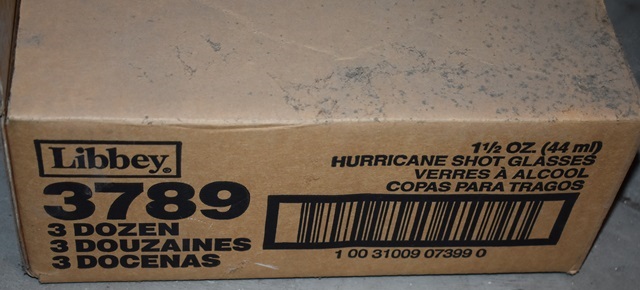 Libbey®
3789
3 DOZEN
3 DOUZAINES
3 DOCENAS
1½ OZ. (44 ml)
HURRICANE SHOT GLASSES
VERRES À ALCOOL
COPAS PARA TRAGOS
1 00 31009 07399 0